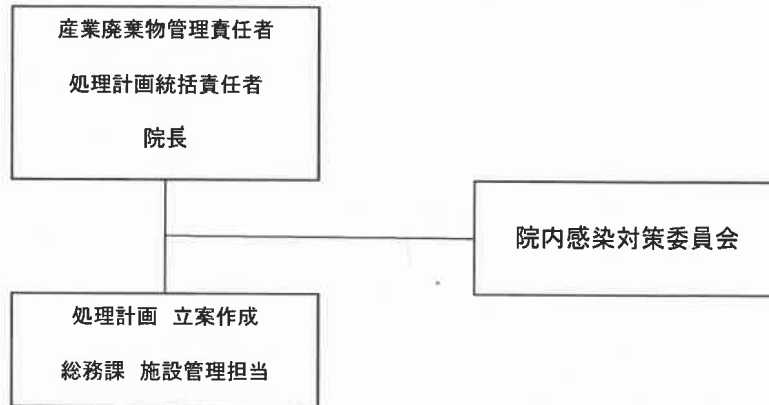 産業廃棄物管理責任者
処理計画統括責任者
院長
院内感染対策委員会
処理計画 立案作成
総務課 施設管理担当